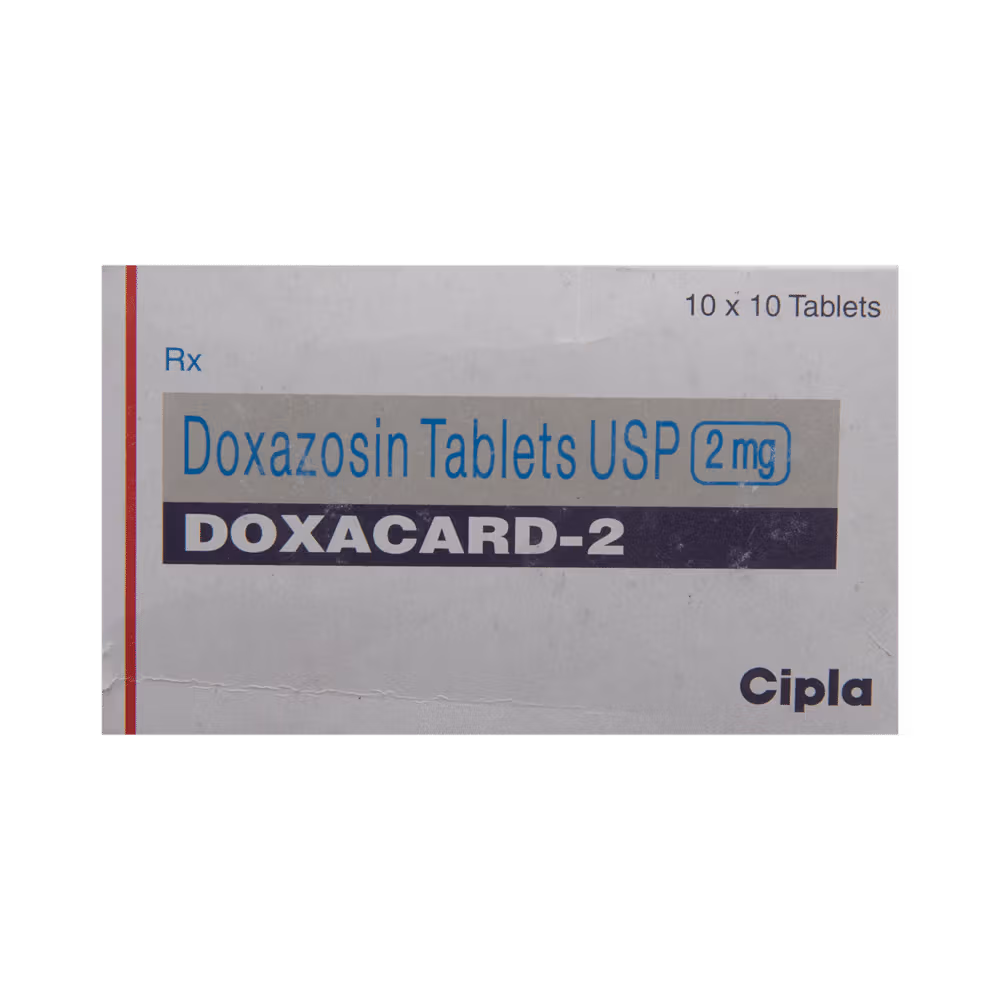 10 x 10 Tablets
Rx
Doxazosin Tablets USP 2 mg
DOXACARD-2
Cipla